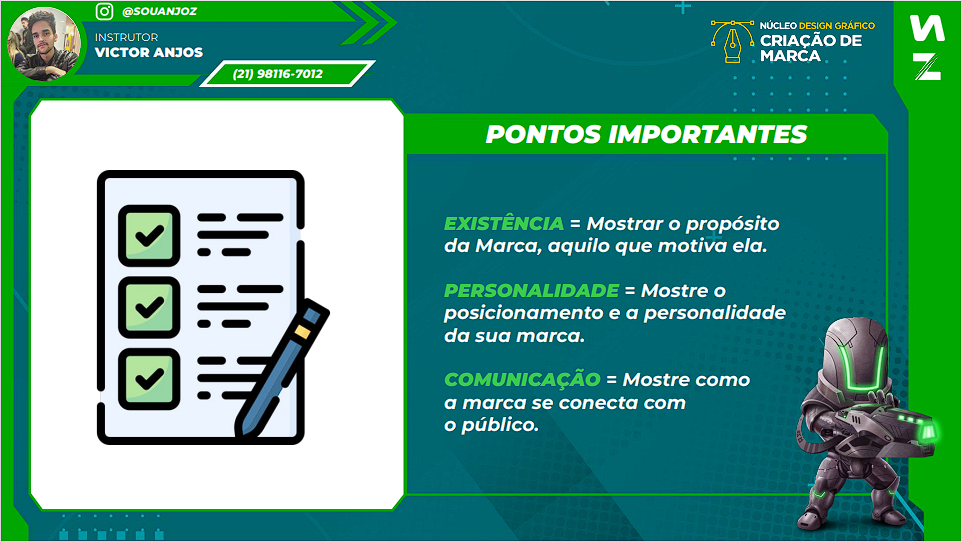 @SOUANJOZ
INSTRUTOR
VICTOR ANJOS
(21) 98116-7012
NÚCLEO DESIGN GRÁFICO
CRIAÇÃO DE
MARCA
PONTOS IMPORTANTES
EXISTÊNCIA = Mostrar o propósito
da Marca, aquilo que motiva ela.
PERSONALIDADE = Mostre o
posicionamento e a personalidade
da sua marca.
COMUNICAÇÃO = Mostre como
a marca se conecta com
o público.